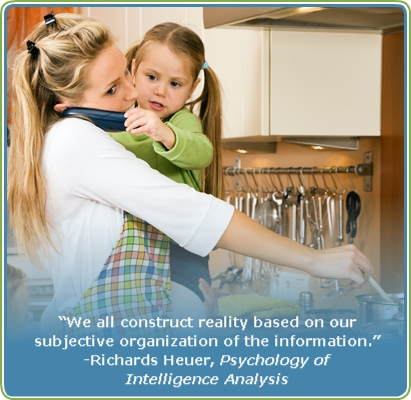 “We all construct reality based on our
subjective organization of the information.”
-Richards Heuer, Psychology of
Intelligence Analysis